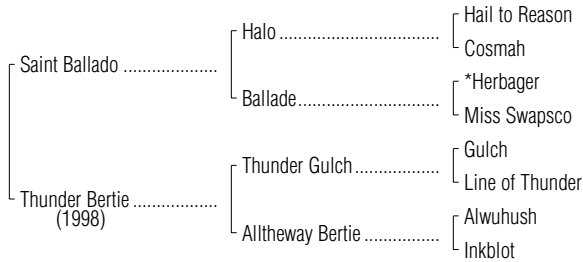 Hail to Reason
Halo ..............................
Cosmah
Saint Ballado ..................
*Herbager
Ballade ..........................
Miss Swapsco
Gulch
Thunder Gulch ................
Line of Thunder
Thunder Bertie ................
(1998)
Alwuhush
Alltheway Bertie ..............
Inkblot